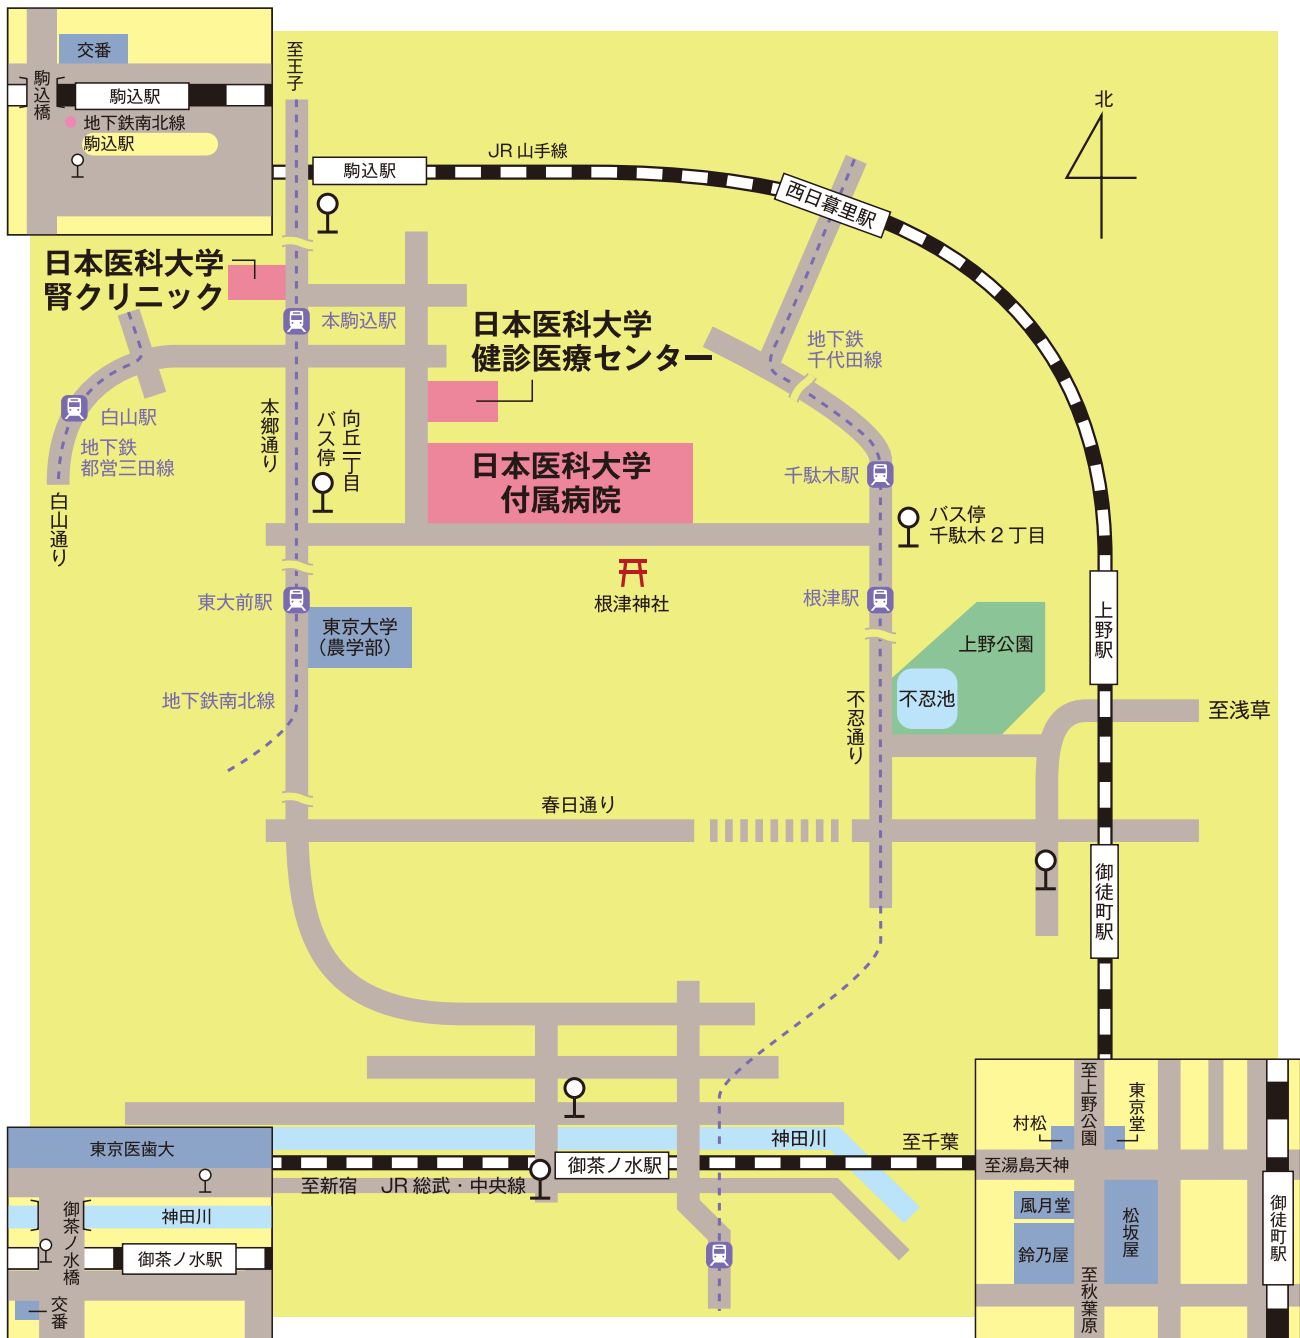 交番
駒込橋
駒込駅
地下鉄南北線
駒込駅
至王子
駒込駅
JR 山手線
西日暮里駅
北
日本医科大学
腎クリニック
本駒込駅
日本医科大学
健診医療センター
地下鉄
千代田線
白山駅
地下鉄
都営三田線
白山通り
本郷通り
向丘二丁目
バス停
日本医科大学
付属病院
千駄木駅
バス停
千駄木 2 丁目
根津神社
根津駅
東大前駅
東京大学
（農学部）
上野公園
不忍池
上野駅
地下鉄南北線
不忍通り
至浅草
春日通り
御徒町駅
神田川
至千葉
御茶ノ水駅
至新宿
JR 総武・中央線
東京医歯大
御茶ノ水橋
神田川
御茶ノ水駅
交番
至上野公園
東京堂
村松
至湯島天神
風月堂
鈴乃屋
松坂屋
御徒町駅
至秋葉原